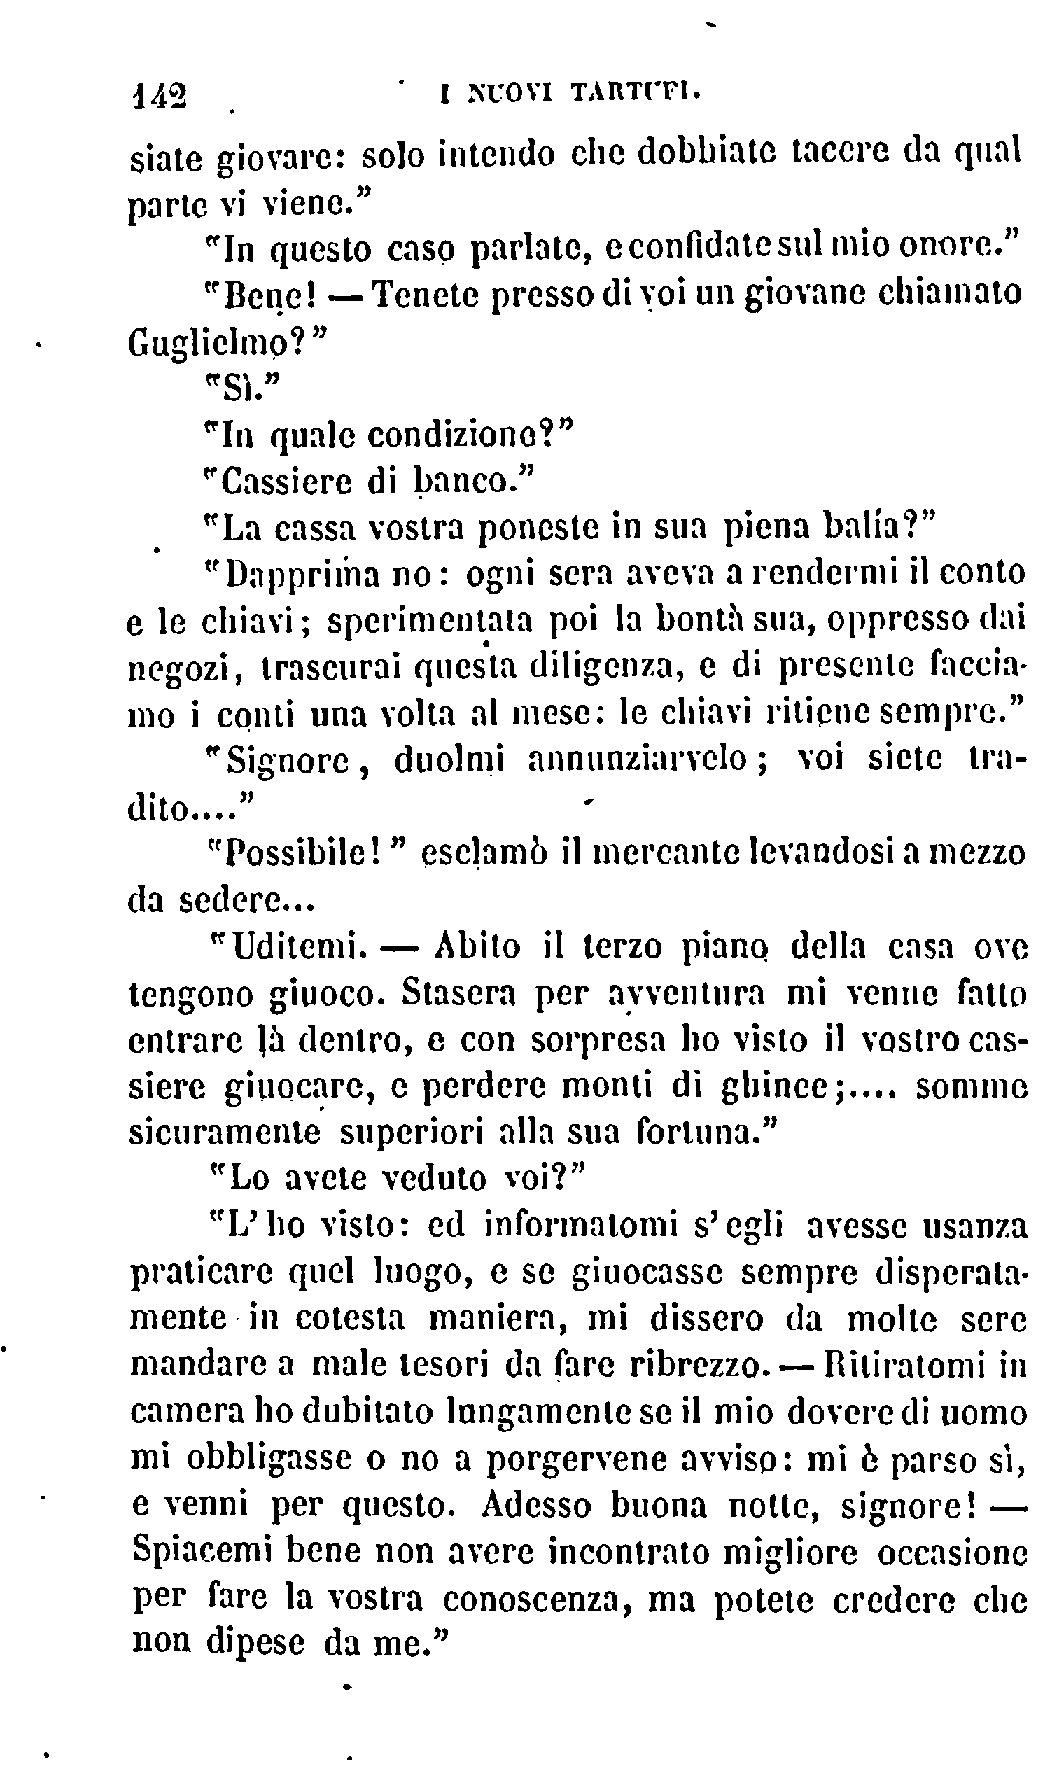 142 I NUOVI TARTUFI.
siate giovare: solo intendo che dobbiate tacere da qual
parte vi viene.”
“In questo caso parlate, e confidate sul mio onore.”
“Bene! — Tenete presso di voi un giovane chiamato
Guglielmo?”
“Sì.”
“In quale condizione?”
“Cassiere di banco.”
“La cassa vostra poneste in sua piena balía?”
“Dapprima no: ogni sera aveva a rendermi il conto
e le chiavi; sperimentata poi la bontà sua, oppresso dai
negozi, trascurai questa diligenza, e di presente faccia-
mo i conti una volta al mese: le chiavi ritiene sempre.”
“Signore, duolmi annunziarvelo; voi siete tra-
dito....”
“Possibile!” esclamò il mercante levandosi a mezzo
da sedere...
“Uditemi. — Abito il terzo piano della casa ove
tengono giuoco. Stasera per avventura mi venne fatto
entrare là dentro, e con sorpresa ho visto il vostro cas-
siere giuocare, e perdere monti di ghinee;.... somme
sicuramente superiori alla sua fortuna.”
“Lo avete veduto voi?”
“L’ho visto: ed informatomi s’egli avesse usanza
praticare quel luogo, e se giuocasse sempre disperata-
mente in cotesta maniera, mi dissero da molte sere
mandare a male tesori da fare ribrezzo. — Ritiratomi in
camera ho dubitato lungamente se il mio dovere di uomo
mi obbligasse o no a porgervene avviso: mi è parso sì,
e venni per questo. Adesso buona notte, signore! —
Spiacemi bene non avere incontrato migliore occasione
per fare la vostra conoscenza, ma potete credere che
non dipese da me.”